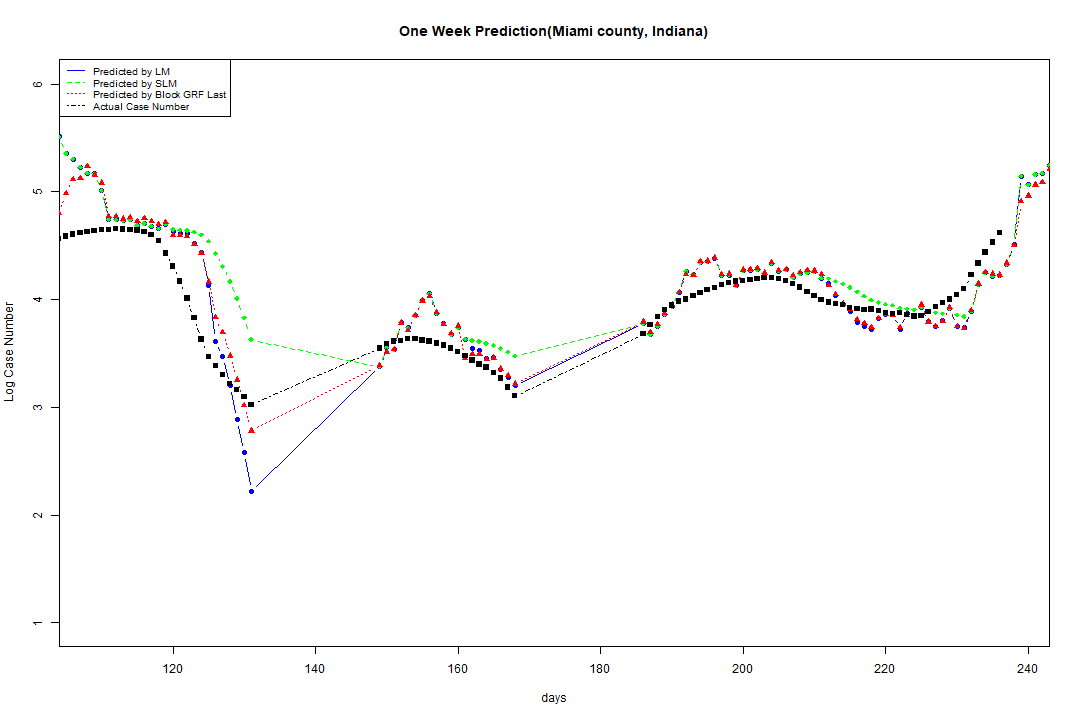 One Week Prediction(Miami county, Indiana)
Predicted by LM
Predicted by SLM
Predicted by Block GRF Last
Actual Case Number
6
5
4
3
2
1
Log Case Number
120 140 160 180 200 220 240
days